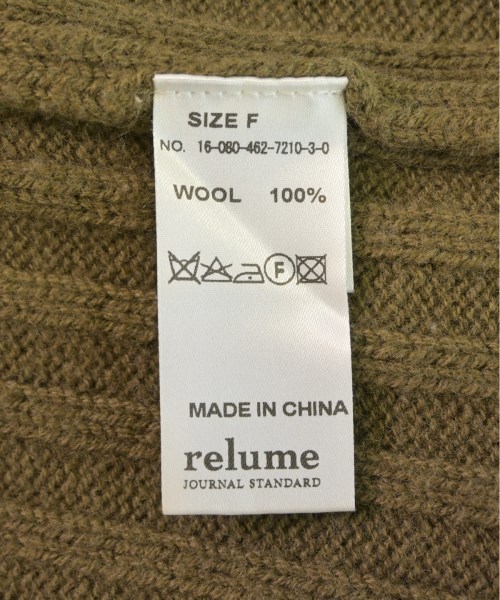 SIZE F
NO. 16-080-462-7210-3-0
WOOL 100%
F
MADE IN CHINA
relume
JOURNAL STANDARD